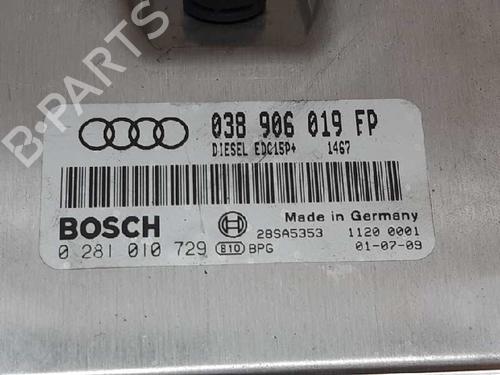 B-PARTS
038 906 019 FP
DIESEL EDC15P+ 1467
BOSCH
Made in Germany
28SA5353 1120 0001
0 281 010 729 810 BPG 01-07-09